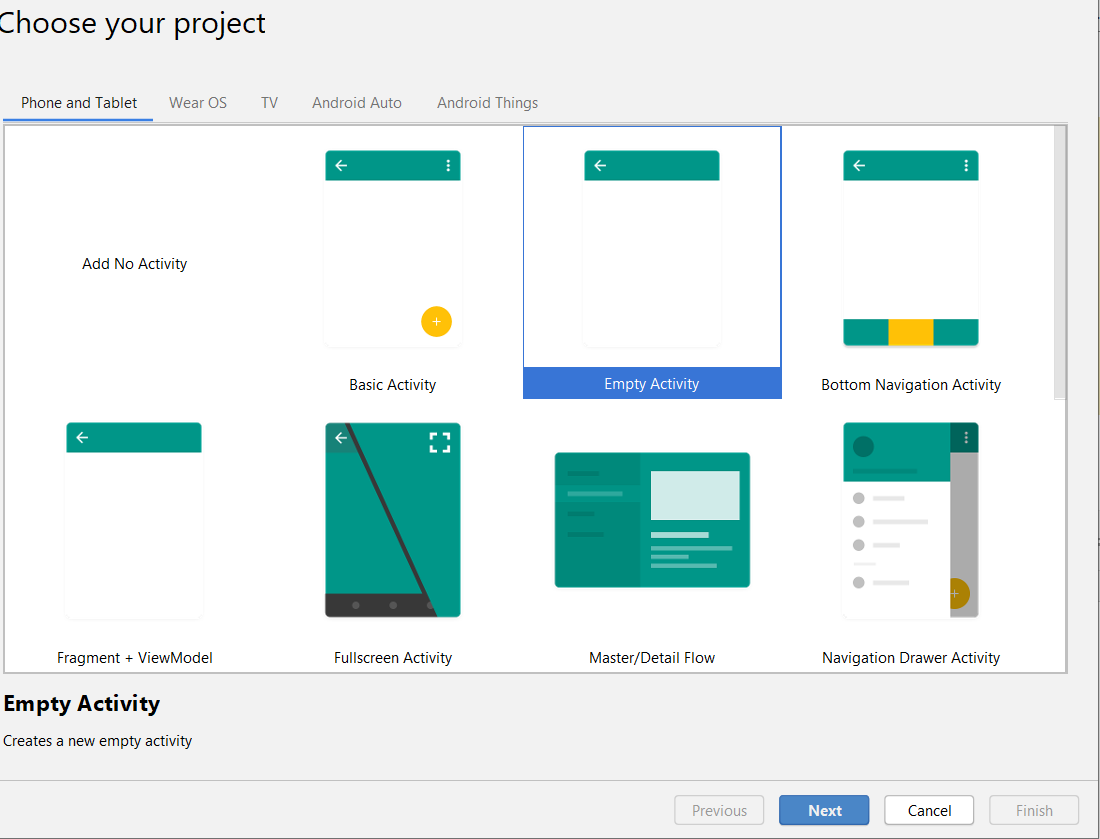 Choose your project
Phone and Tablet Wear OS TV Android Auto Android Things
Add No Activity
Basic Activity
Empty Activity
Bottom Navigation Activity
Fragment + ViewModel
Fullscreen Activity
Master/Detail Flow
Navigation Drawer Activity
Empty Activity
Creates a new empty activity
Previous Next Cancel Finish